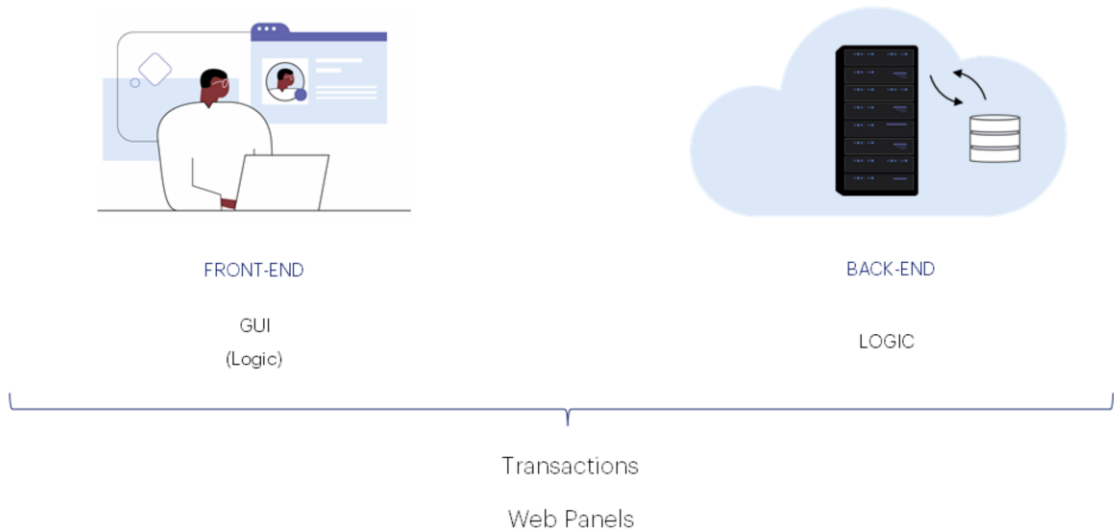 FRONT-END
BACK-END
GUI
(Logic)
LOGIC
Transactions
Web Panels